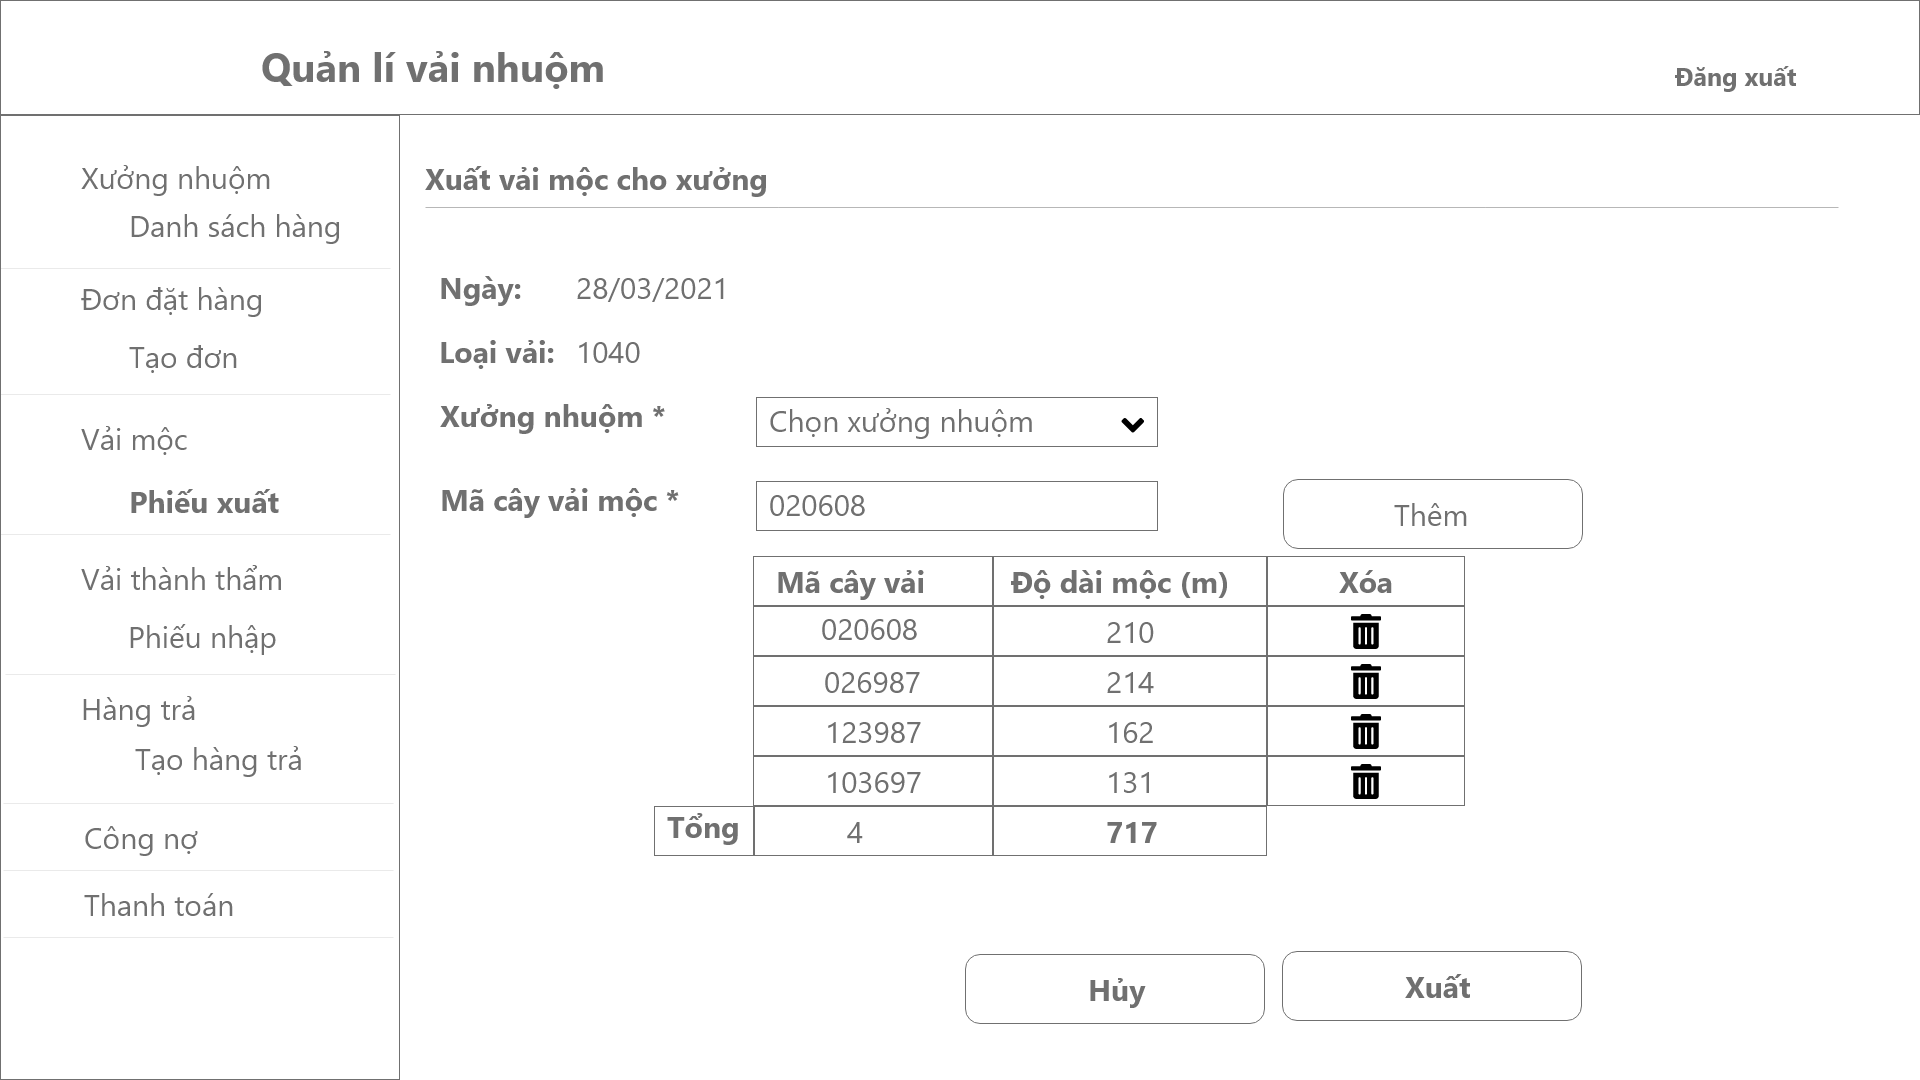 Quản lí vải nhuộm
Đăng xuất
Xưởng nhuộm
Danh sách hàng
Đơn đặt hàng
Tạo đơn
Vải mộc
Phiếu xuất
Vải thành thẩm
Phiếu nhập
Hàng trả
Tạo hàng trả
Công nợ
Thanh toán
Xuất vải mộc cho xưởng
Ngày: 28/03/2021
Loại vải: 1040
Xưởng nhuộm * Chọn xưởng nhuộm
Mã cây vải mộc * 020608 Thêm
Mã cây vải Độ dài mộc (m) Xóa
020608 210
026987 214
123987 162
103697 131
Tổng 4 717
Hủy Xuất